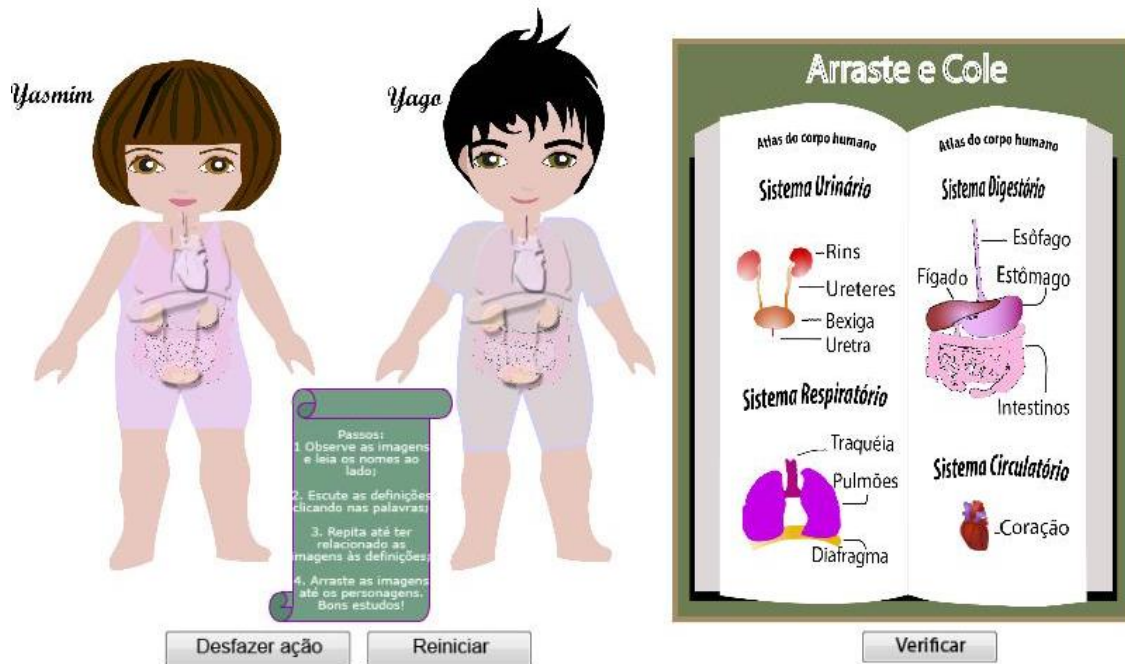 Yasmim
Yago
Passos:
1 Observe as imagens
e leia os nomes ao
lado;
2. Escute as definições
clicando nas palavras;
3. Repita até ter
relacionado as
imagens às definições;
4. Arraste as imagens
até os personagens.
Bons estudos!
Desfazer ação
Reiniciar
Arraste e Cole
Atlas do corpo humano
Sistema Urinário
Rins
Ureteres
Bexiga
Uretra
Sistema Respiratório
Traquéia
Pulmões
Diafragma
Atlas do corpo humano
Sistema Digestório
Esôfago
Fígado
Estômago
Intestinos
Sistema Circulatório
Coração
Verificar